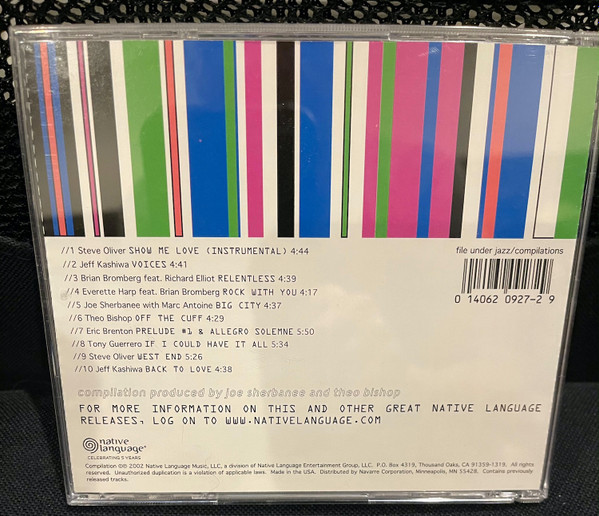 //1 Steve Oliver SHOW ME LOVE (INSTRUMENTAL) 4:44
//2 Jeff Kashiwa VOICES 4:41
//3 Brian Bromberg feat. Richard Elliot RELENTLESS 4:39
//4 Everette Harp feat. Brian Bromberg ROCK WITH YOU 4:17
//5 Joe Sherbanee with Marc Antoine BIG CITY 4:37
//6 Theo Bishop OFF THE CUFF 4:29
//7 Eric Brenton PRELUDE #1 & ALLEGRO SOLEMNE 5:50
//8 Tony Guerrero IF I COULD HAVE IT ALL 5:34
//9 Steve Oliver WEST END 5:26
//10 Jeff Kashiwa BACK TO LOVE 4:38
file under jazz/compilations
0 14062 0927-2 9
compilation produced by joe sherbanee and theo bishop
FOR MORE INFORMATION ON THIS AND OTHER GREAT NATIVE LANGUAGE
RELEASES, LOG ON TO WWW.NATIVELANGUAGE.COM
native
language
CELEBRATING 5 YEARS
Compilation ©℗ 2002 Native Language Music, LLC, a division of Native Language Entertainment Group, LLC. P.O. Box 4319, Thousand Oaks, CA 91359-1319. All rights
reserved. Unauthorized duplication is a violation of applicable laws. Made in the USA. Distributed by Navarre Corporation, Minneapolis, MN 55428. Contains previously
released tracks.